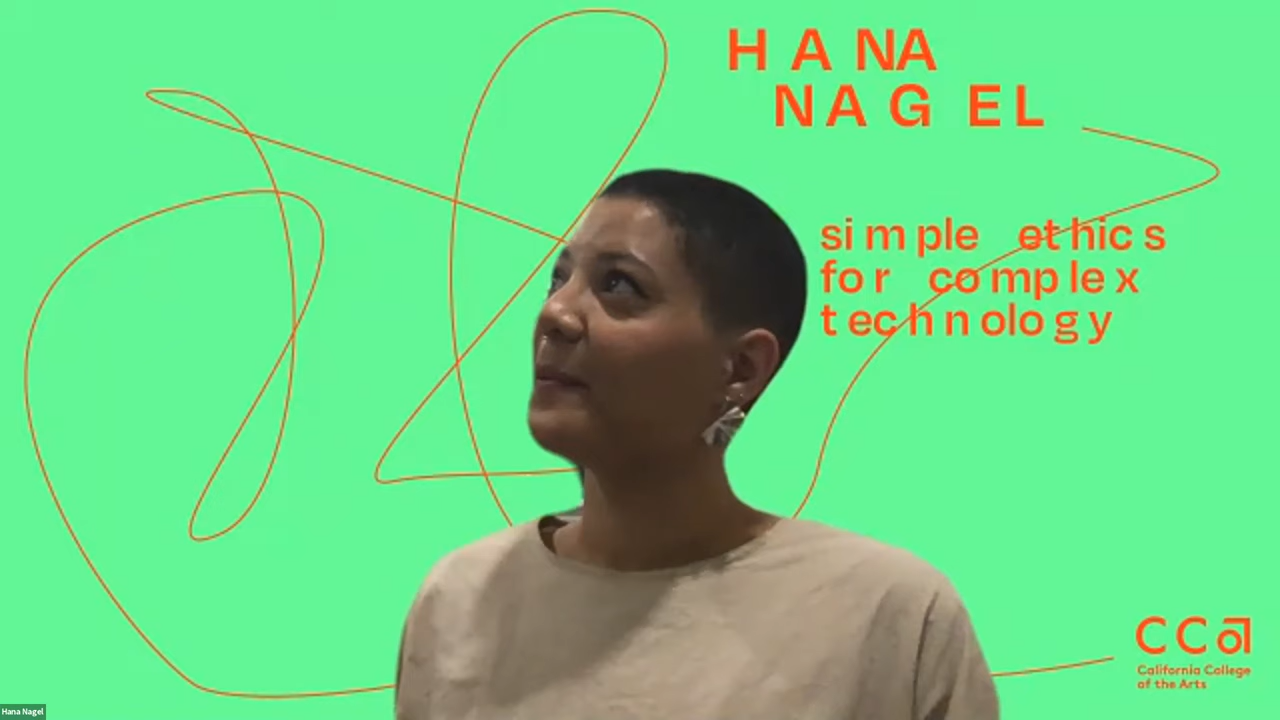 HANA
NAGEL
simple ethics
for complex
technology
CCA
California College
of the Arts
Hana Nagel